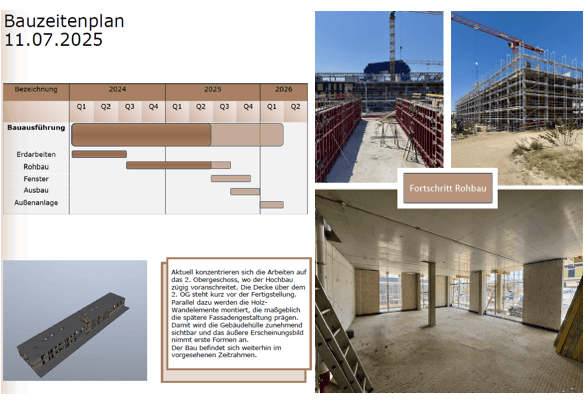 Bauzeitenplan
11.07.2025
Bezeichnung 2024 2025 2026
Q1 Q2 Q3 Q4 Q1 Q2 Q3 Q4 Q1 Q2
Bauausführung
Erdarbeiten
Rohbau
Fenster
Ausbau
Außenanlage
Fortschritt Rohbau
Aktuell konzentrieren sich die Arbeiten auf
das 2. Obergeschoss, wo der Hochbau
zügig voranschreitet. Die Decke über dem
2. OG steht kurz vor der Fertigstellung.
Parallel dazu werden die Holz-
Wandelemente montiert, die maßgeblich
die spätere Fassadengestaltung prägen.
Damit wird die Gebäudehülle zunehmend
sichtbar und das äußere Erscheinungsbild
nimmt erste Formen an.
Der Bau befindet sich weiterhin im
vorgesehenen Zeitrahmen.